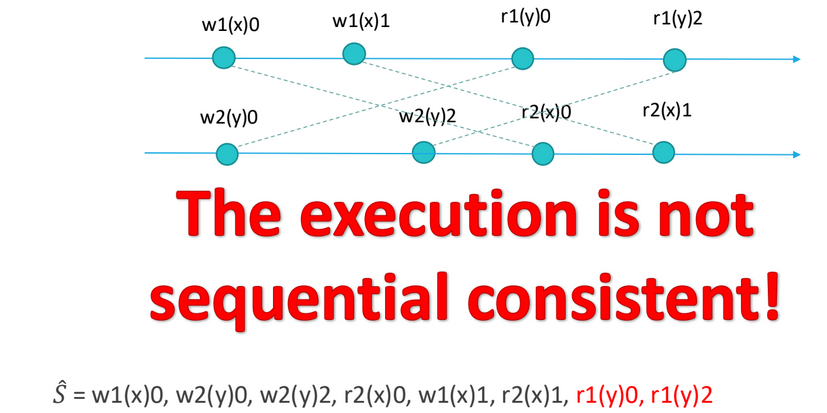 w1(x)0 w1(x)1 r1(y)0 r1(y)2
w2(y)0 w2(y)2 r2(x)0 r2(x)1
The execution is not
sequential consistent!
Ŝ = w1(x)0, w2(y)0, w2(y)2, r2(x)0, w1(x)1, r2(x)1, r1(y)0, r1(y)2